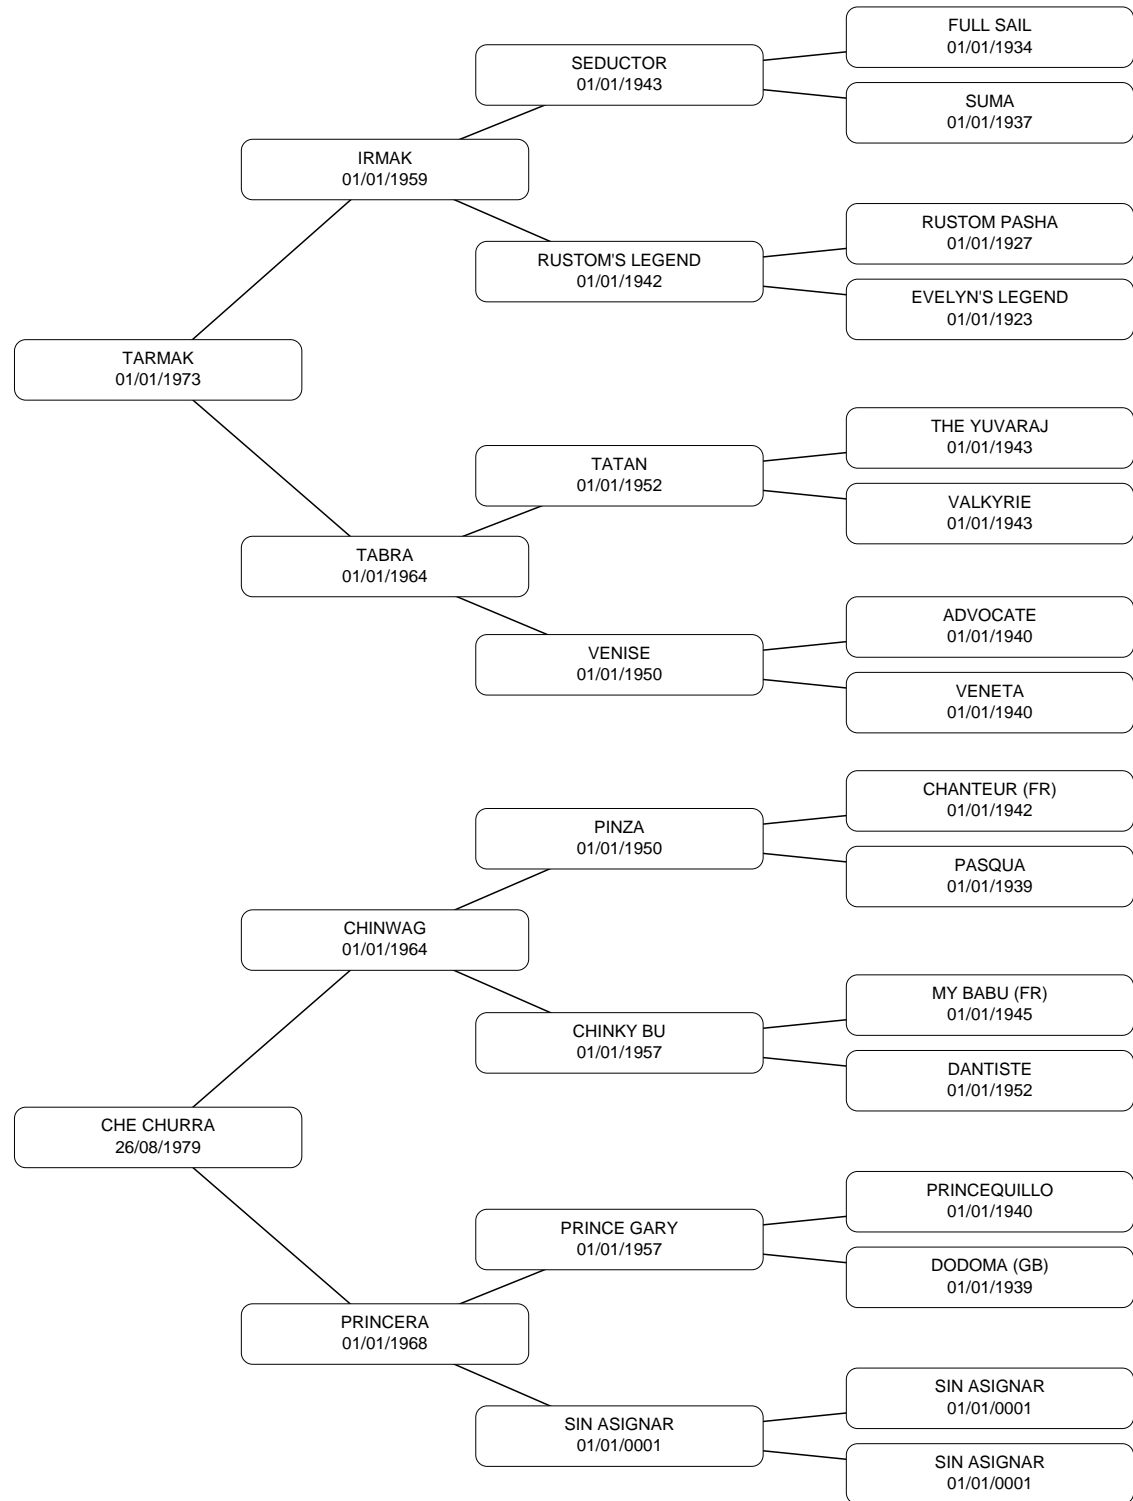 FULL SAIL
01/01/1934
SEDUCTOR
01/01/1943
SUMA
01/01/1937
IRMAK
01/01/1959
RUSTOM PASHA
01/01/1927
RUSTOM'S LEGEND
01/01/1942
EVELYN'S LEGEND
01/01/1923
TARMAK
01/01/1973
THE YUVARAJ
01/01/1943
TATAN
01/01/1952
VALKYRIE
01/01/1943
TABRA
01/01/1964
ADVOCATE
01/01/1940
VENISE
01/01/1950
VENETA
01/01/1940
CHANTEUR (FR)
01/01/1942
PINZA
01/01/1950
PASQUA
01/01/1939
CHINWAG
01/01/1964
MY BABU (FR)
01/01/1945
CHINKY BU
01/01/1957
DANTISTE
01/01/1952
CHE CHURRA
26/08/1979
PRINCEQUILLO
01/01/1940
PRINCE GARY
01/01/1957
DODOMA (GB)
01/01/1939
PRINCERA
01/01/1968
SIN ASIGNAR
01/01/0001
SIN ASIGNAR
01/01/0001
SIN ASIGNAR
01/01/0001